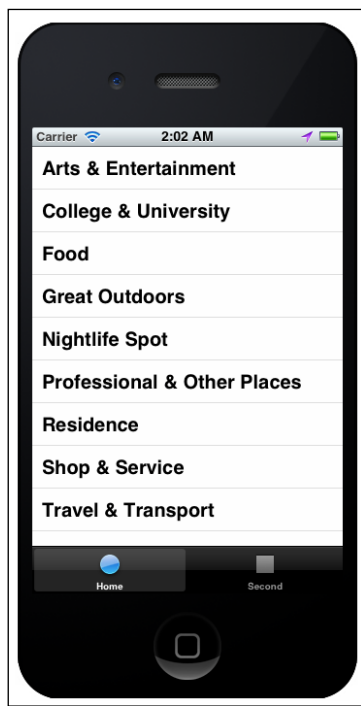 Carrier 2:02 AM
Arts & Entertainment
College & University
Food
Great Outdoors
Nightlife Spot
Professional & Other Places
Residence
Shop & Service
Travel & Transport
Home Second